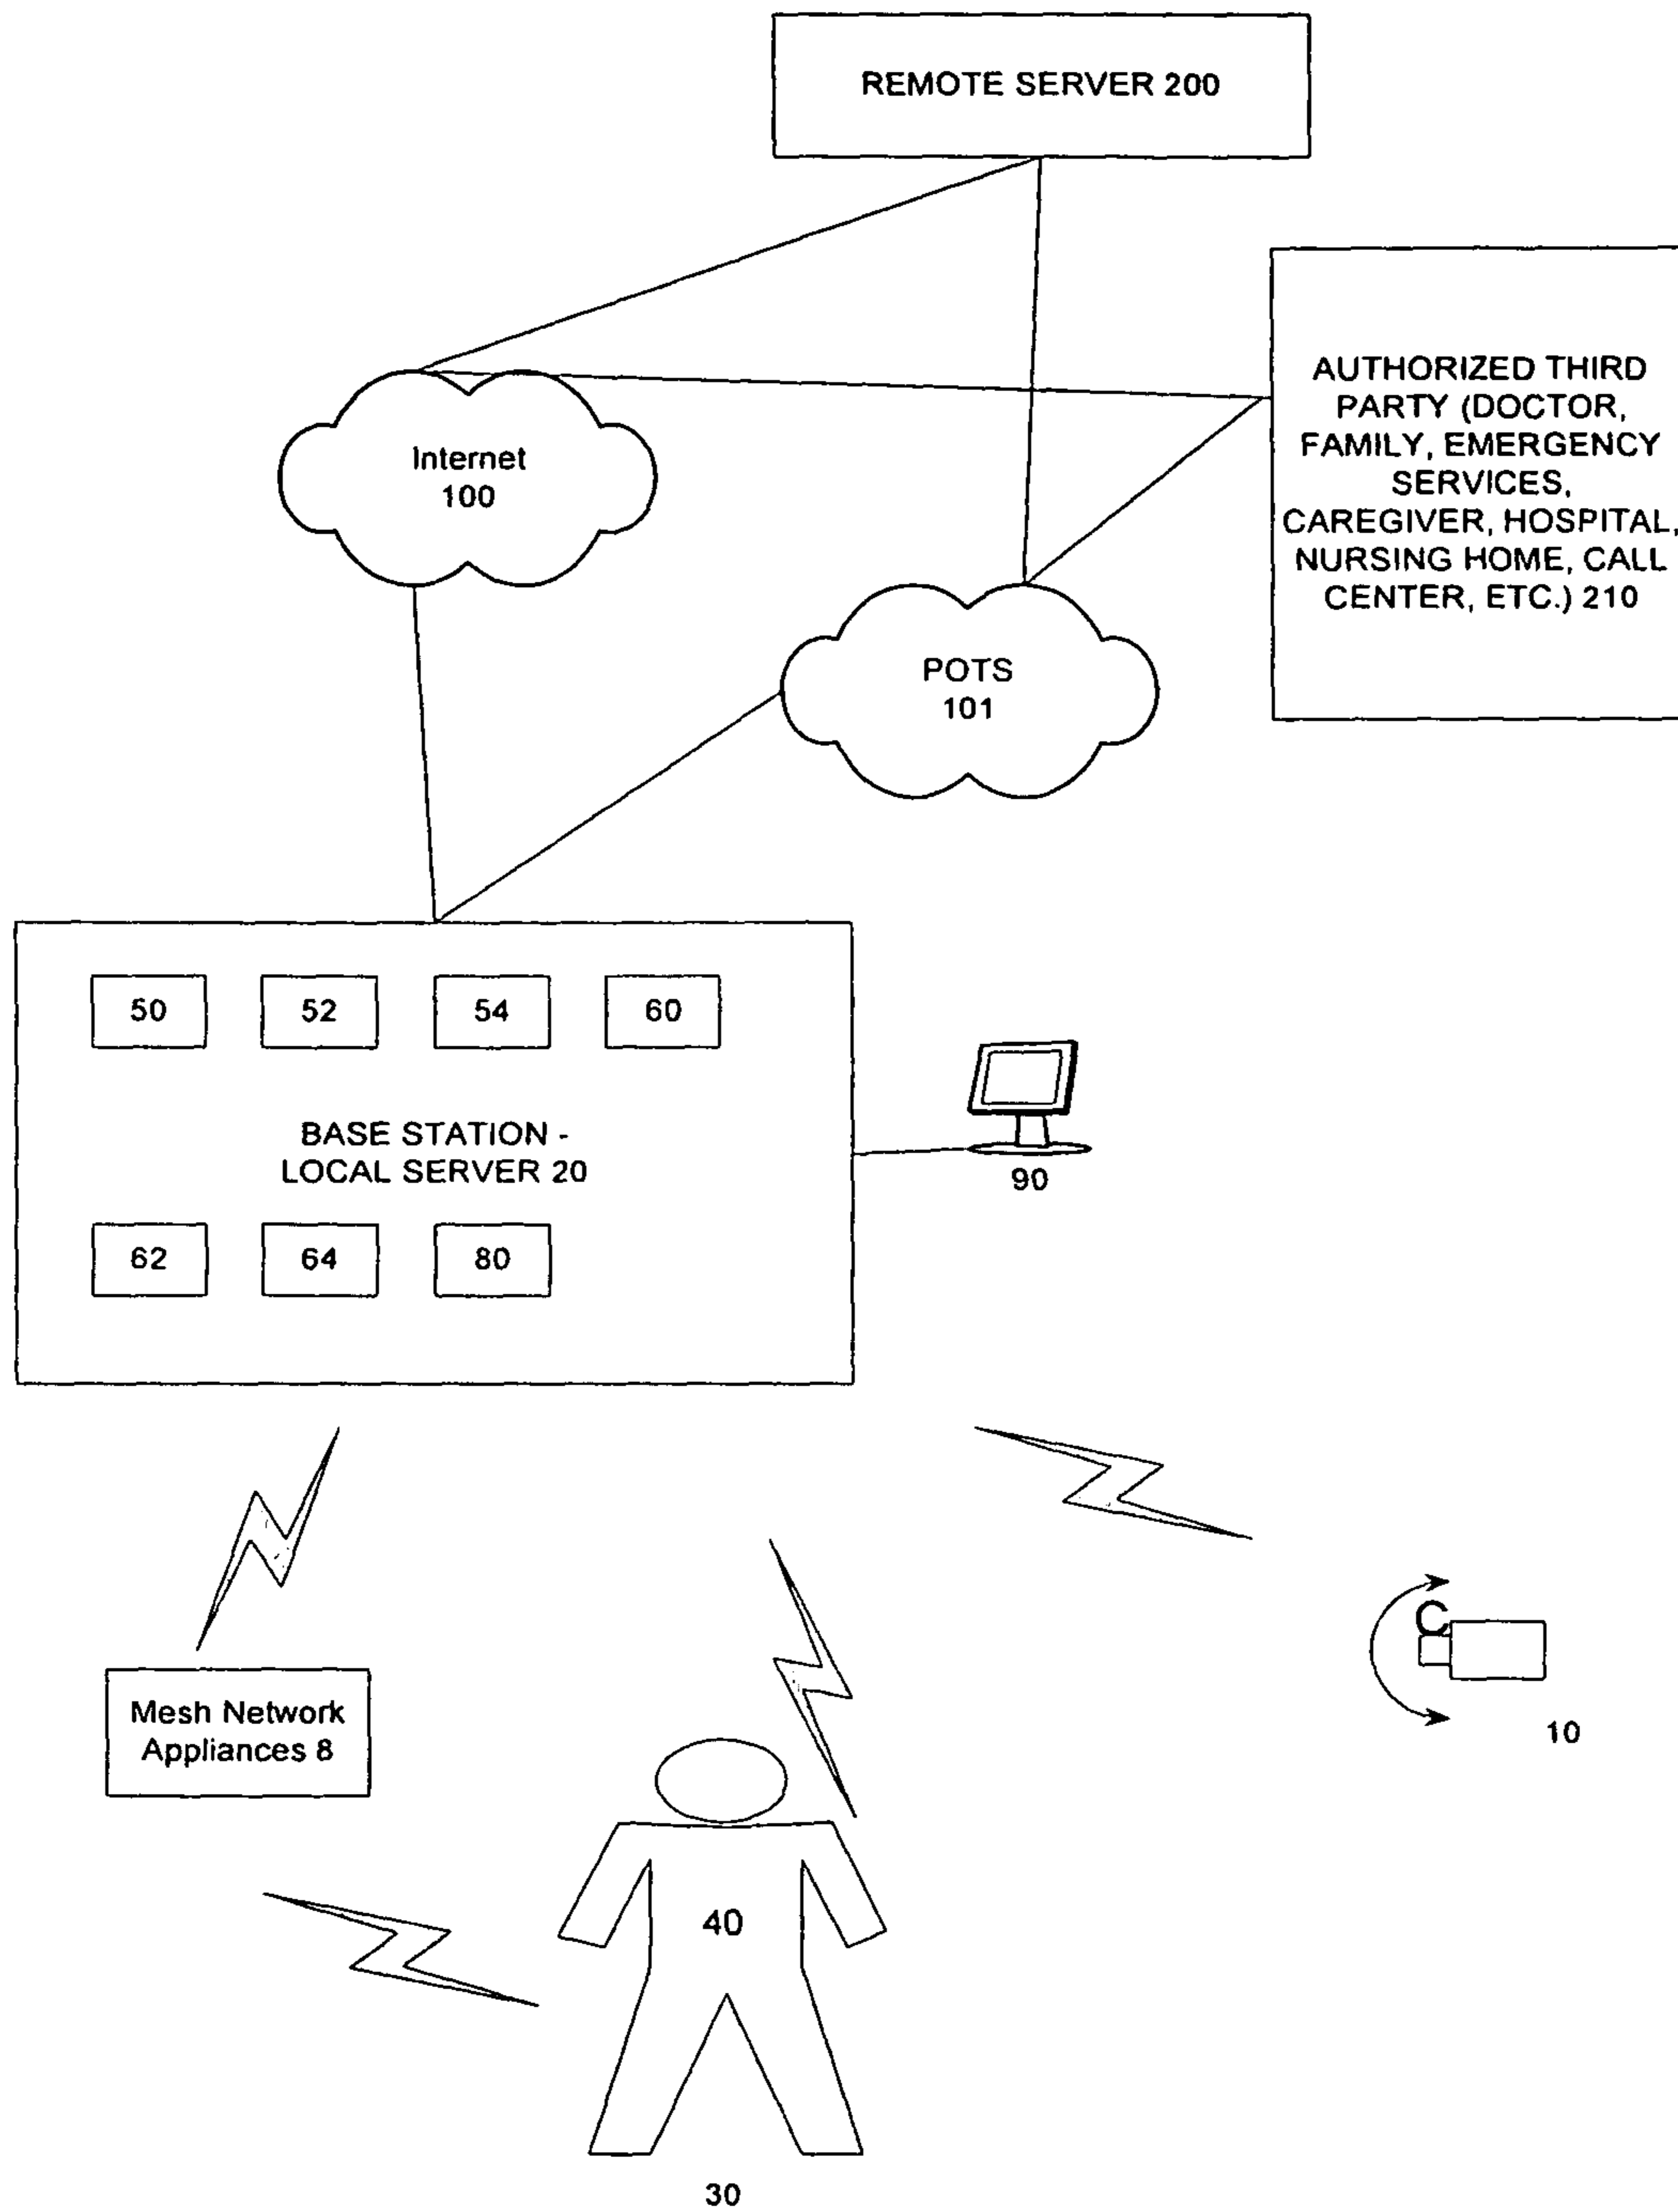 REMOTE SERVER 200
AUTHORIZED THIRD
PARTY (DOCTOR,
FAMILY, EMERGENCY
SERVICES,
CAREGIVER, HOSPITAL,
NURSING HOME, CALL
CENTER, ETC.) 210
Internet
100
POTS
101
50 52 54 60
BASE STATION -
LOCAL SERVER 20
62 64 80
90
C
10
Mesh Network
Appliances 8
40
30